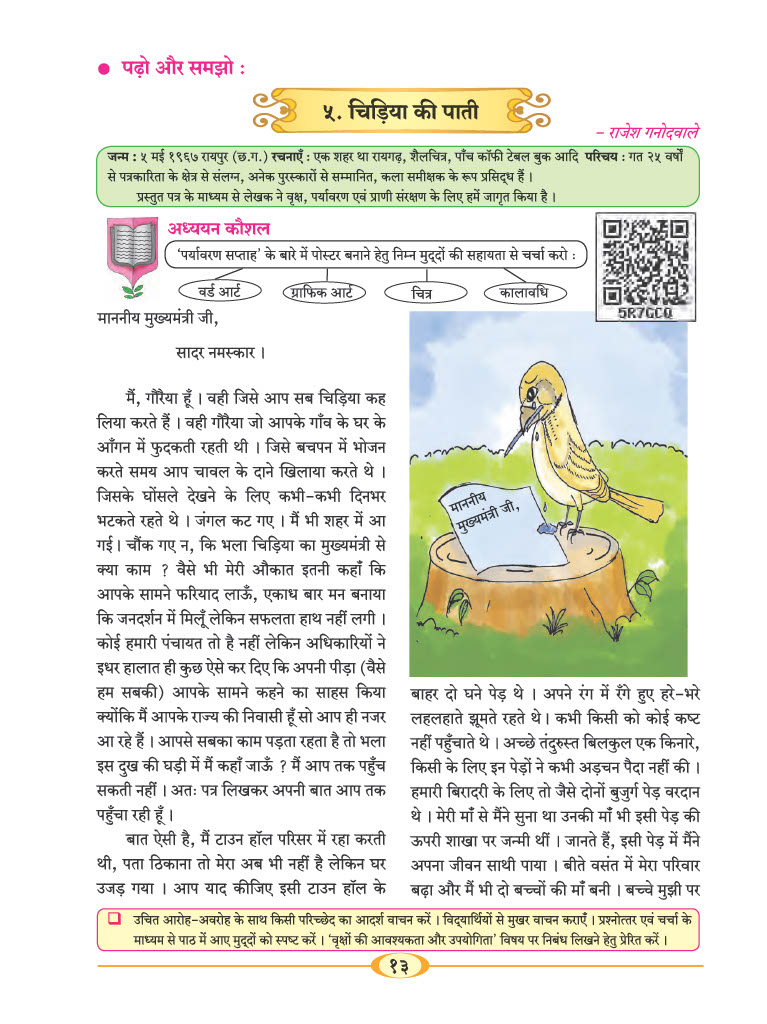 ● पढ़ो और समझो :
५. चिड़िया की पाती
– राजेश गनोदवाले
जन्म : ५ मई १९६७ रायपुर (छ.ग.) रचनाएँ : एक शहर था रायगढ़, शैलचित्र, पाँच कॉफी टेबल बुक आदि परिचय : गत २५ वर्षों
से पत्रकारिता के क्षेत्र से संलग्न, अनेक पुरस्कारों से सम्मानित, कला समीक्षक के रूप प्रसिद्ध हैं ।
प्रस्तुत पत्र के माध्यम से लेखक ने वृक्ष, पर्यावरण एवं प्राणी संरक्षण के लिए हमें जागृत किया है ।
अध्ययन कौशल
‘पर्यावरण सप्ताह’ के बारे में पोस्टर बनाने हेतु निम्न मुद्दों की सहायता से चर्चा करो :
वर्ड आर्ट
ग्राफिक आर्ट
चित्र
कालावधि
5R7GCQ
माननीय मुख्यमंत्री जी,
सादर नमस्कार ।
मैं, गौरैया हूँ । वही जिसे आप सब चिड़िया कह
लिया करते हैं । वही गौरैया जो आपके गाँव के घर के
आँगन में फुदकती रहती थी । जिसे बचपन में भोजन
करते समय आप चावल के दाने खिलाया करते थे ।
जिसके घोंसले देखने के लिए कभी-कभी दिनभर
भटकते रहते थे । जंगल कट गए । मैं भी शहर में आ
गई। चौंक गए न, कि भला चिड़िया का मुख्यमंत्री से
क्या काम ? वैसे भी मेरी औकात इतनी कहाँ कि
आपके सामने फरियाद लाऊँ, एकाध बार मन बनाया
कि जनदर्शन में मिलूँ लेकिन सफलता हाथ नहीं लगी ।
कोई हमारी पंचायत तो है नहीं लेकिन अधिकारियों ने
इधर हालात ही कुछ ऐसे कर दिए कि अपनी पीड़ा (वैसे
हम सबकी) आपके सामने कहने का साहस किया
क्योंकि मैं आपके राज्य की निवासी हूँ सो आप ही नजर
आ रहे हैं । आपसे सबका काम पड़ता रहता है तो भला
इस दुख की घड़ी में मैं कहाँ जाऊँ ? मैं आप तक पहुँच
सकती नहीं । अतः पत्र लिखकर अपनी बात आप तक
पहुँचा रही हूँ ।
बात ऐसी है, मैं टाउन हॉल परिसर में रहा करती
थी, पता ठिकाना तो मेरा अब भी नहीं है लेकिन घर
उजड़ गया । आप याद कीजिए इसी टाउन हॉल के
माननीय
मुख्यमंत्री जी,
बाहर दो घने पेड़ थे । अपने रंग में रँगे हुए हरे-भरे
लहलहाते झूमते रहते थे। कभी किसी को कोई कष्ट
नहीं पहुँचाते थे । अच्छे तंदुरुस्त बिलकुल एक किनारे,
किसी के लिए इन पेड़ों ने कभी अड़चन पैदा नहीं की ।
हमारी बिरादरी के लिए तो जैसे दोनों बुजुर्ग पेड़ वरदान
थे । मेरी माँ से मैंने सुना था उनकी माँ भी इसी पेड़ की
ऊपरी शाखा पर जन्मी थीं । जानते हैं, इसी पेड़ में मैंने
अपना जीवन साथी पाया । बीते वसंत में मेरा परिवार
बढ़ा और मैं भी दो बच्चों की माँ बनी । बच्चे मुझी पर
❑ उचित आरोह-अवरोह के साथ किसी परिच्छेद का आदर्श वाचन करें । विद्यार्थियों से मुखर वाचन कराएँ । प्रश्नोत्तर एवं चर्चा के
माध्यम से पाठ में आए मुद्दों को स्पष्ट करें । ‘वृक्षों की आवश्यकता और उपयोगिता’ विषय पर निबंध लिखने हेतु प्रेरित करें ।
१३